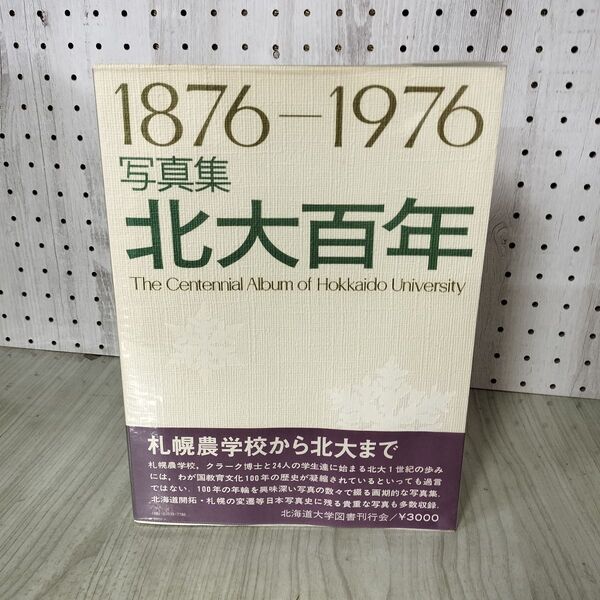 1876—1976
写真集
北大百年
The Centennial Album of Hokkaido University
札幌農学校から北大まで
札幌農学校，クラーク博士と24人の学生達に始まる北大1世紀の歩み
には，わが国教育文化100年の歴史が凝縮されているといっても過言
ではない．100年の年輪を興味深い写真の数々で綴る画期的な写真集．
北海道開拓・札幌の変遷等日本写真史に残る貴重な写真も多数収録．
北海道大学図書刊行会／¥3000